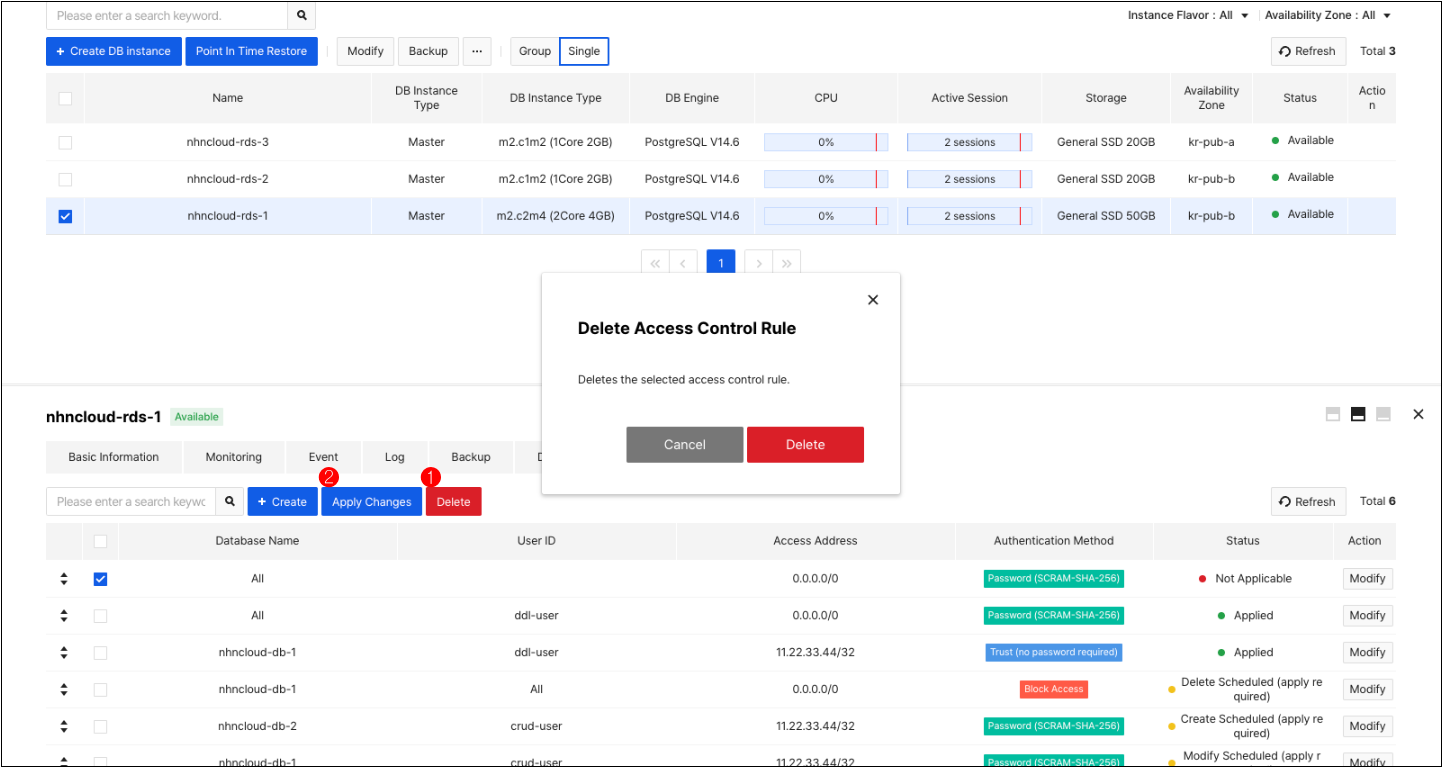 Please enter a search keyword.
Instance Flavor : All
Availability Zone : All
+ Create DB instance
Point In Time Restore
Modify
Backup
...
Group
Single
Refresh
Total 3
Name
DB Instance
Type
DB Instance Type
DB Engine
CPU
Active Session
Storage
Availability
Zone
Status
Actio
n
nhncloud-rds-3
Master
m2.c1m2 (1Core 2GB)
PostgreSQL V14.6
0%
2 sessions
General SSD 20GB
kr-pub-a
Available
nhncloud-rds-2
Master
m2.c1m2 (1Core 2GB)
PostgreSQL V14.6
0%
2 sessions
General SSD 20GB
kr-pub-b
Available
nhncloud-rds-1
Master
m2.c2m4 (2Core 4GB)
PostgreSQL V14.6
0%
2 sessions
General SSD 50GB
kr-pub-b
Available
1
Delete Access Control Rule
Deletes the selected access control rule.
Cancel
Delete
nhncloud-rds-1
Available
Basic Information
Monitoring
Event
Log
Backup
D
2
1
Please enter a search keywc
+ Create
Apply Changes
Delete
Refresh
Total 6
Database Name
User ID
Access Address
Authentication Method
Status
Action
All
0.0.0.0/0
Password (SCRAM-SHA-256)
Not Applicable
Modify
All
ddl-user
0.0.0.0/0
Password (SCRAM-SHA-256)
Applied
Modify
nhncloud-db-1
ddl-user
11.22.33.44/32
Trust (no password required)
Applied
Modify
nhncloud-db-1
All
0.0.0.0/0
Block Access
Delete Scheduled (apply re
quired)
Modify
nhncloud-db-2
crud-user
11.22.33.44/32
Password (SCRAM-SHA-256)
Create Scheduled (apply re
quired)
Modify
nhncloud-db-1
crud-user
11.22.33.44/32
Password (SCRAM-SHA-256)
Modify Scheduled (apply r
Modify